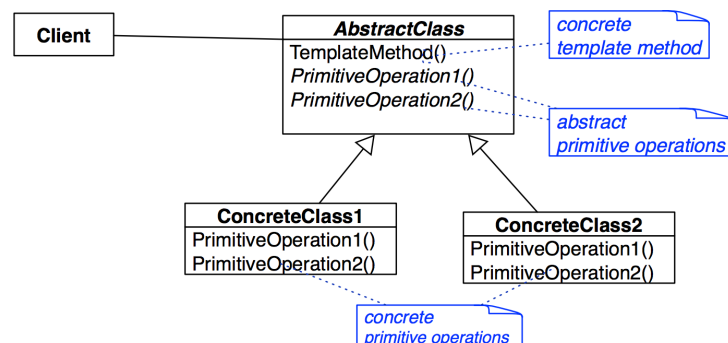 Client
AbstractClass
TemplateMethod()
PrimitiveOperation1()
PrimitiveOperation2()
concrete
template method
abstract
primitive operations
ConcreteClass1
PrimitiveOperation1()
PrimitiveOperation2()
ConcreteClass2
PrimitiveOperation1()
PrimitiveOperation2()
concrete
primitive operations